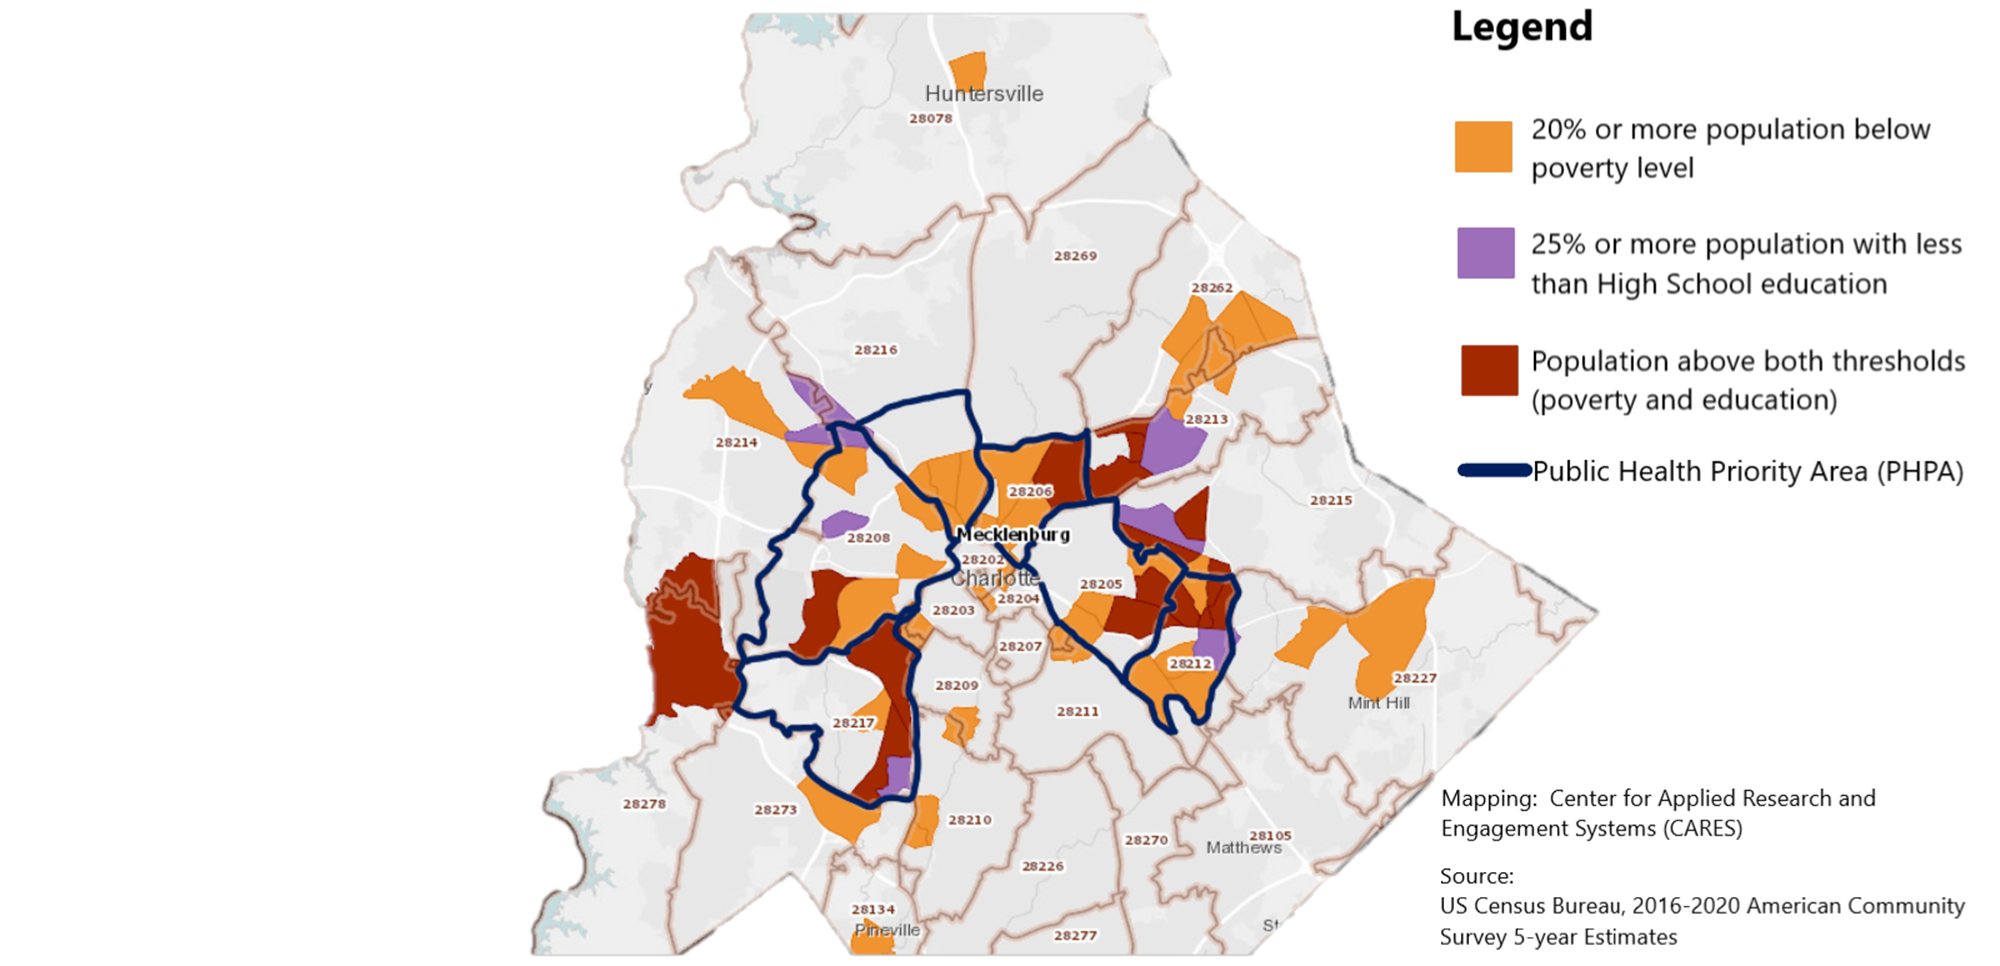 Legend
20% or more population below
poverty level
25% or more population with less
than High School education
Population above both thresholds
(poverty and education)
Public Health Priority Area (PHPA)
Huntersville
28078
28269
28262
28216
28213
28214
28206
28215
Mecklenburg
28208
28202
Charlotte
28205
28204
28203
28207
28212
28227
28209
Mint Hill
28211
28217
28278
28273
28210
28270
28105
Matthews
28226
28134
Pineville
28277
St
y
Mapping: Center for Applied Research and
Engagement Systems (CARES)
Source:
US Census Bureau, 2016-2020 American Community
Survey 5-year Estimates